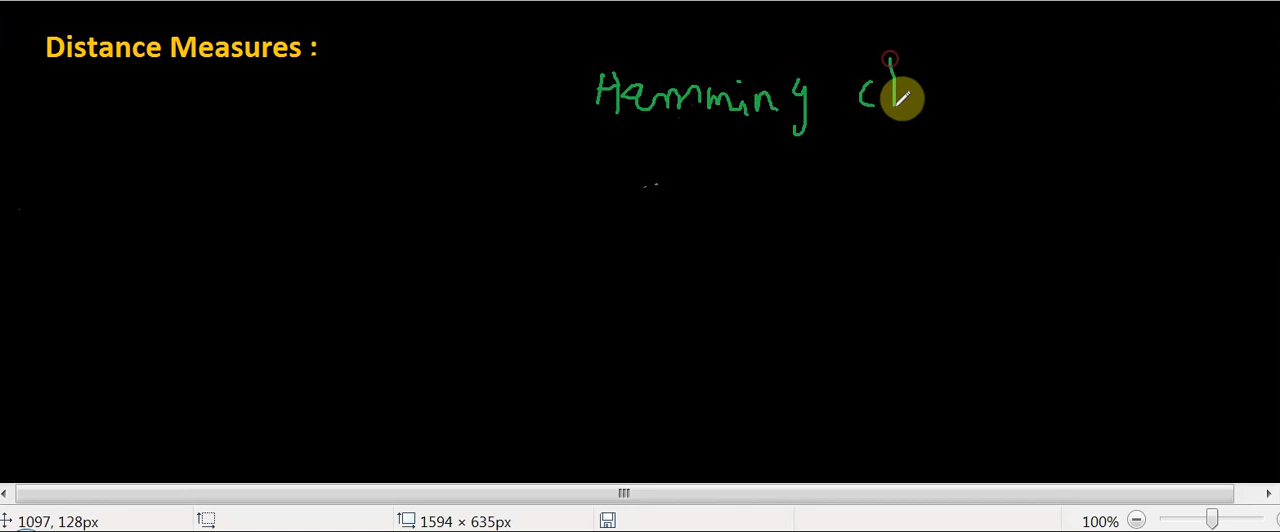 Distance Measures :
Hamming
1097, 128px
1594 × 635px
100%